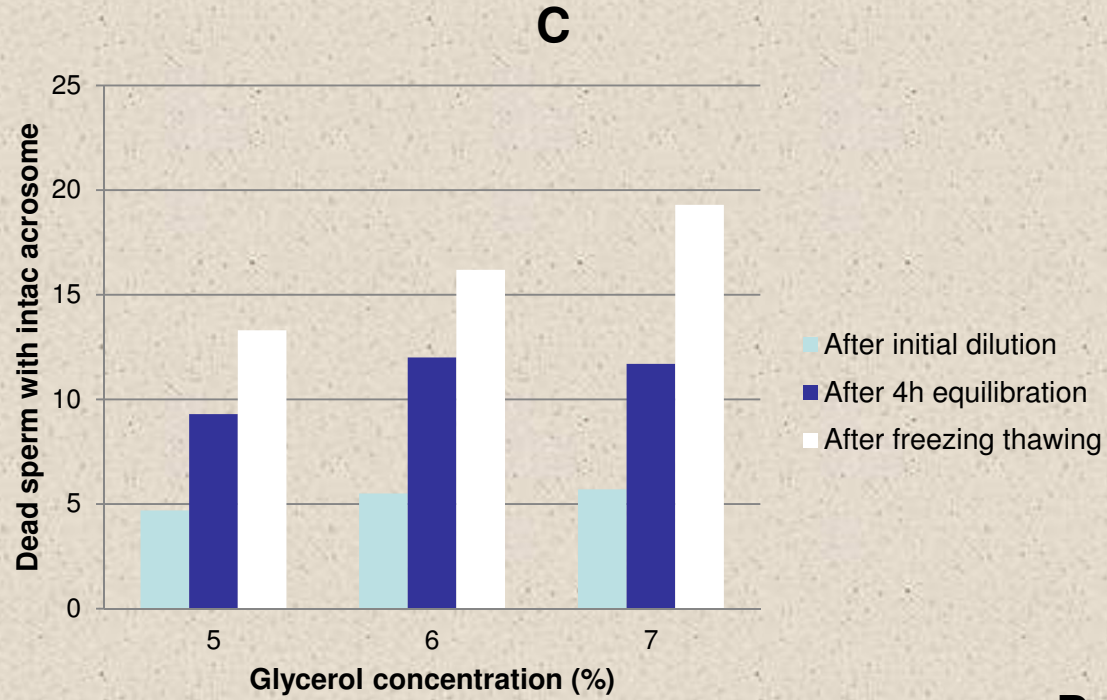 C
25
20
15
10
5
0
Dead sperm with intac acrosome
5 6 7
Glycerol concentration (%)
After initial dilution
After 4h equilibration
After freezing thawing